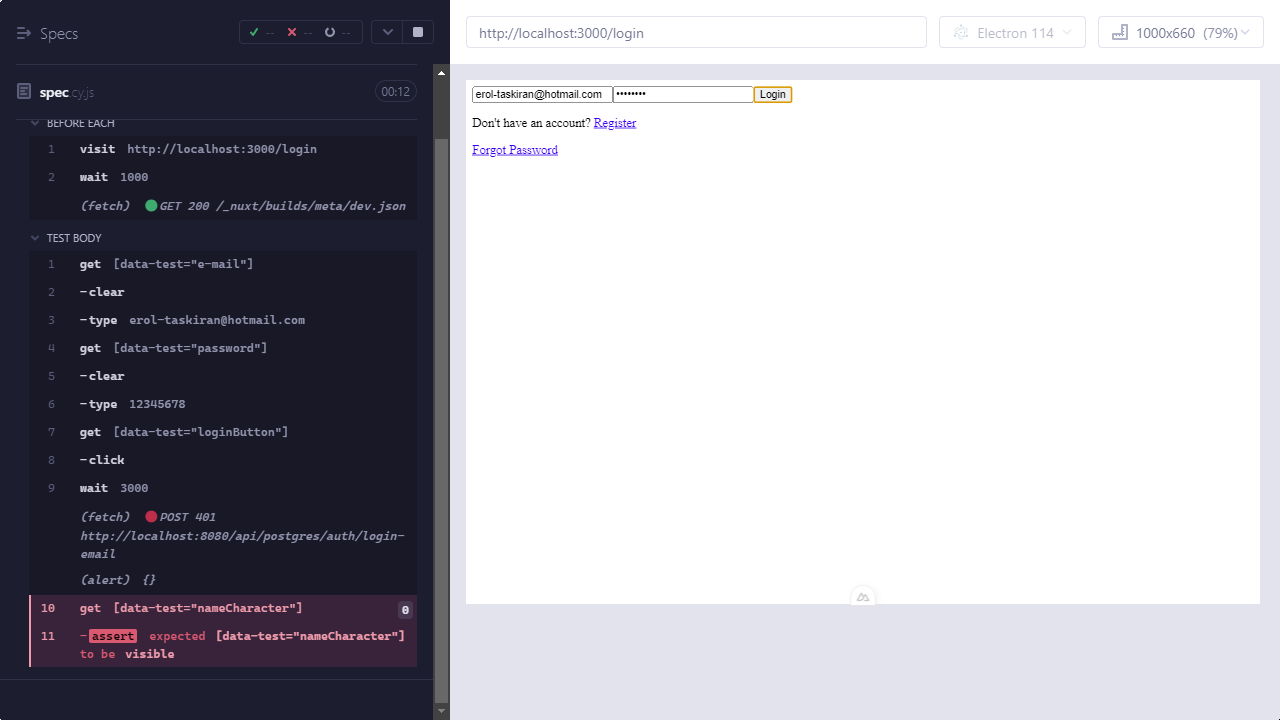 Specs
--
--
--
http://localhost:3000/login
Electron 114
1000x660 (79%)
spec.cy.js
00:12
BEFORE EACH
1 visit http://localhost:3000/login
2 wait 1000
(fetch) GET 200 /_nuxt/builds/meta/dev.json
TEST BODY
1 get [data-test="e-mail"]
2 -clear
3 -type erol-taskiran@hotmail.com
4 get [data-test="password"]
5 -clear
6 -type 12345678
7 get [data-test="loginButton"]
8 -click
9 wait 3000
(fetch) POST 401
http://localhost:8080/api/postgres/auth/login-
email
(alert) {}
10 get [data-test="nameCharacter"] 0
11 -assert expected [data-test="nameCharacter"]
to be visible
erol-taskiran@hotmail.com •••••••• Login
Don't have an account? Register
Forgot Password